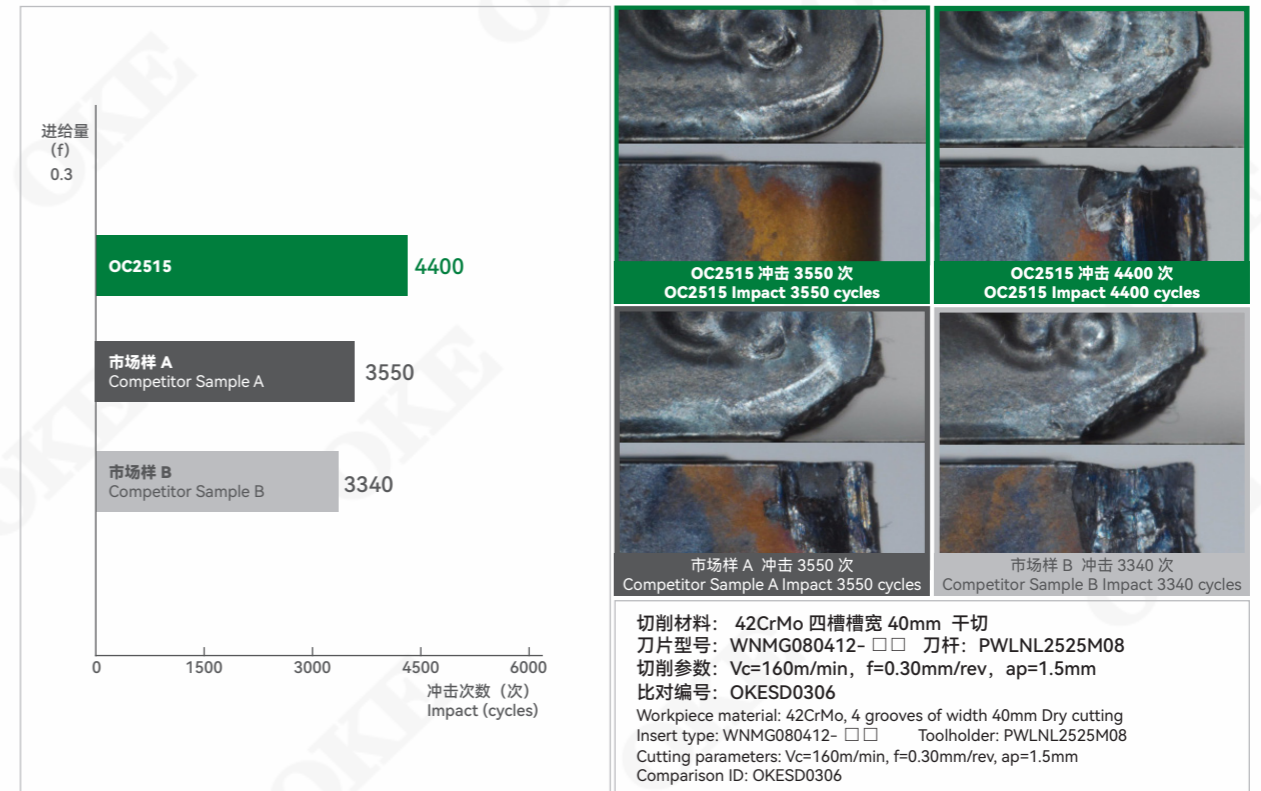 进给量
(f)
0.3
OC2515
4400
市场样 A
Competitor Sample A
3550
市场样 B
Competitor Sample B
3340
0 1500 3000 4500 6000
冲击次数（次）
Impact (cycles)
OC2515 冲击 3550 次
OC2515 Impact 3550 cycles
OC2515 冲击 4400 次
OC2515 Impact 4400 cycles
市场样 A 冲击 3550 次
Competitor Sample A Impact 3550 cycles
市场样 B 冲击 3340 次
Competitor Sample B Impact 3340 cycles
切削材料： 42CrMo 四槽槽宽 40mm 干切
刀片型号：WNMG080412- □□ 刀杆：PWLNL2525M08
切削参数：Vc=160m/min，f=0.30mm/rev，ap=1.5mm
比对编号：OKESD0306
Workpiece material: 42CrMo, 4 grooves of width 40mm Dry cutting
Insert type: WNMG080412- □□ Toolholder: PWLNL2525M08
Cutting parameters: Vc=160m/min, f=0.30mm/rev, ap=1.5mm
Comparison ID: OKESD0306
OKE
OKE
OKE
OKE